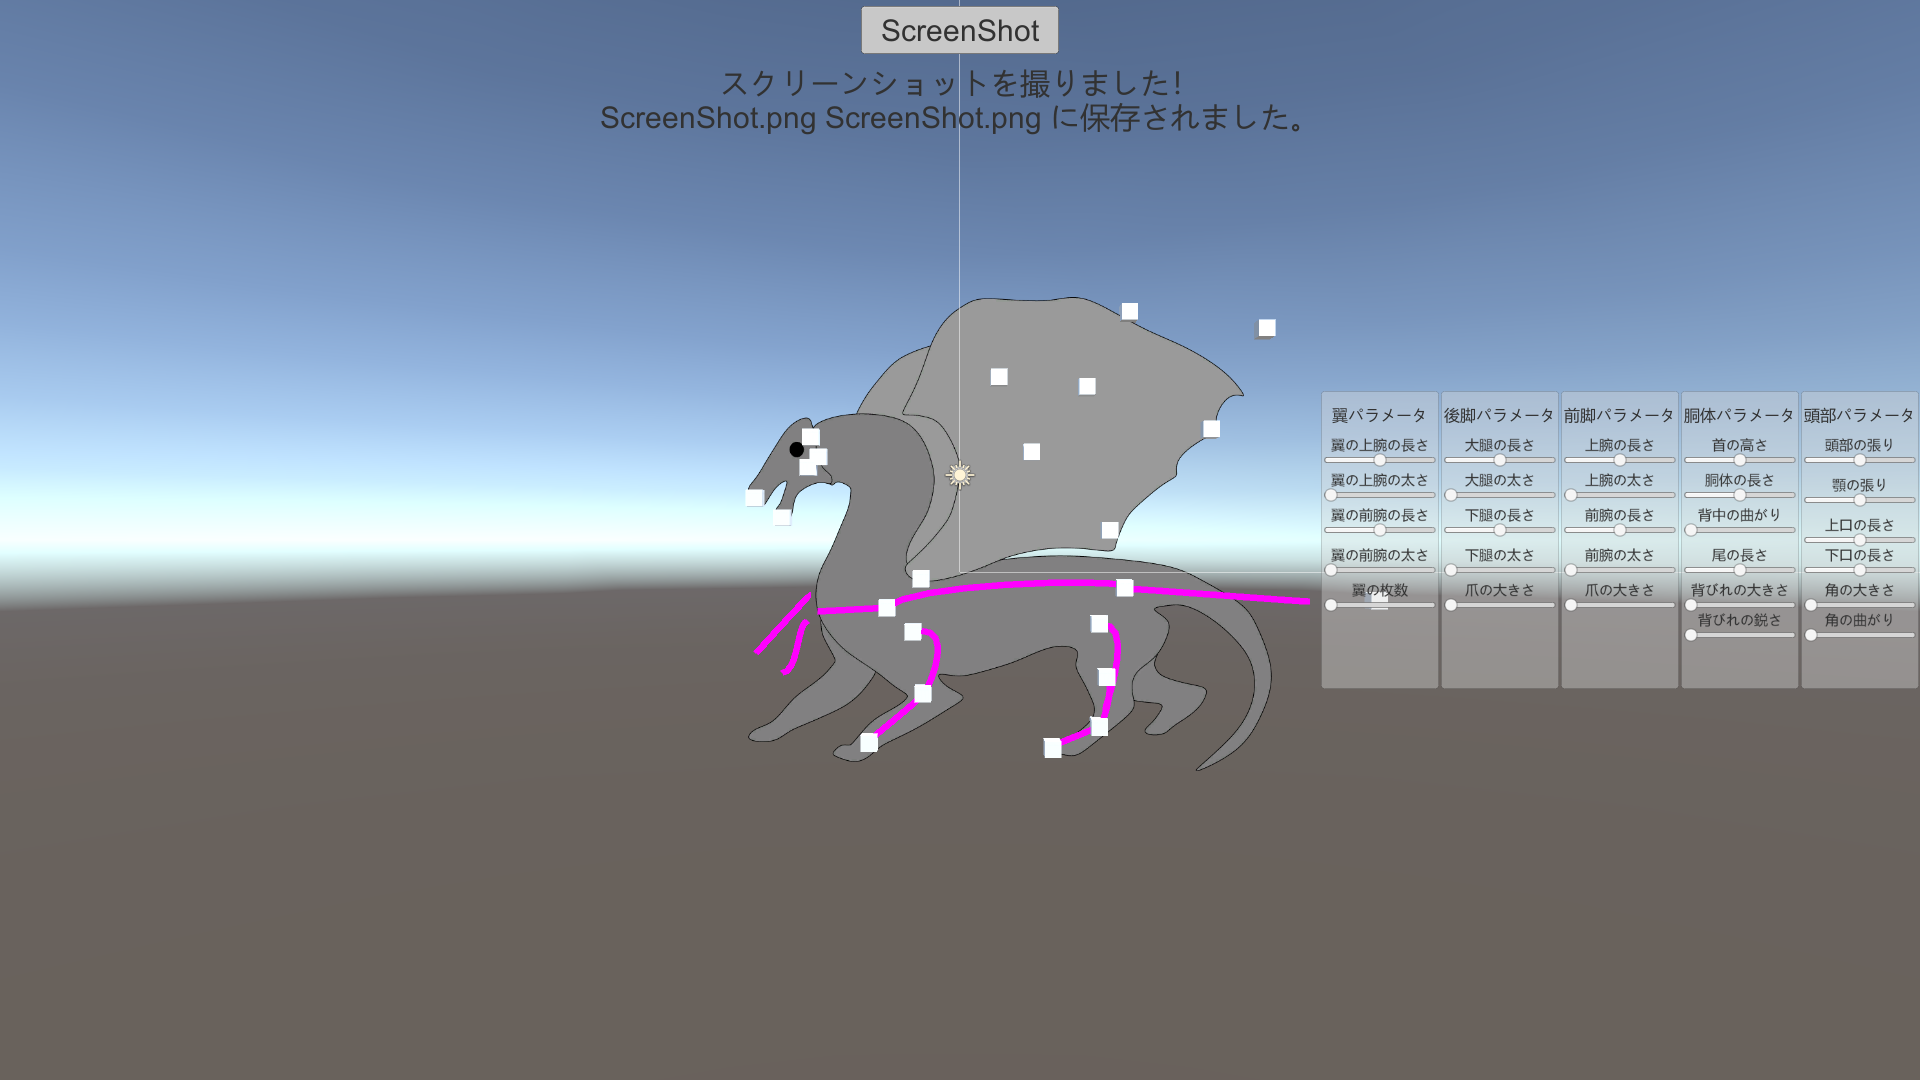 ScreenShot
スクリーンショットを撮りました!
ScreenShot.png ScreenShot.png に保存されました。
翼パラメータ
翼の上腕の長さ
翼の上腕の太さ
翼の前腕の長さ
翼の前腕の太さ
翼の枚数
後脚パラメータ
大腿の長さ
大腿の太さ
下腿の長さ
下腿の太さ
爪の大きさ
前脚パラメータ
上腕の長さ
上腕の太さ
前腕の長さ
前腕の太さ
爪の大きさ
胴体パラメータ
首の高さ
胴体の長さ
背中の曲がり
尾の長さ
背びれの大きさ
背びれの鋭さ
頭部パラメータ
頭部の張り
顎の張り
上口の長さ
下口の長さ
角の大きさ
角の曲がり